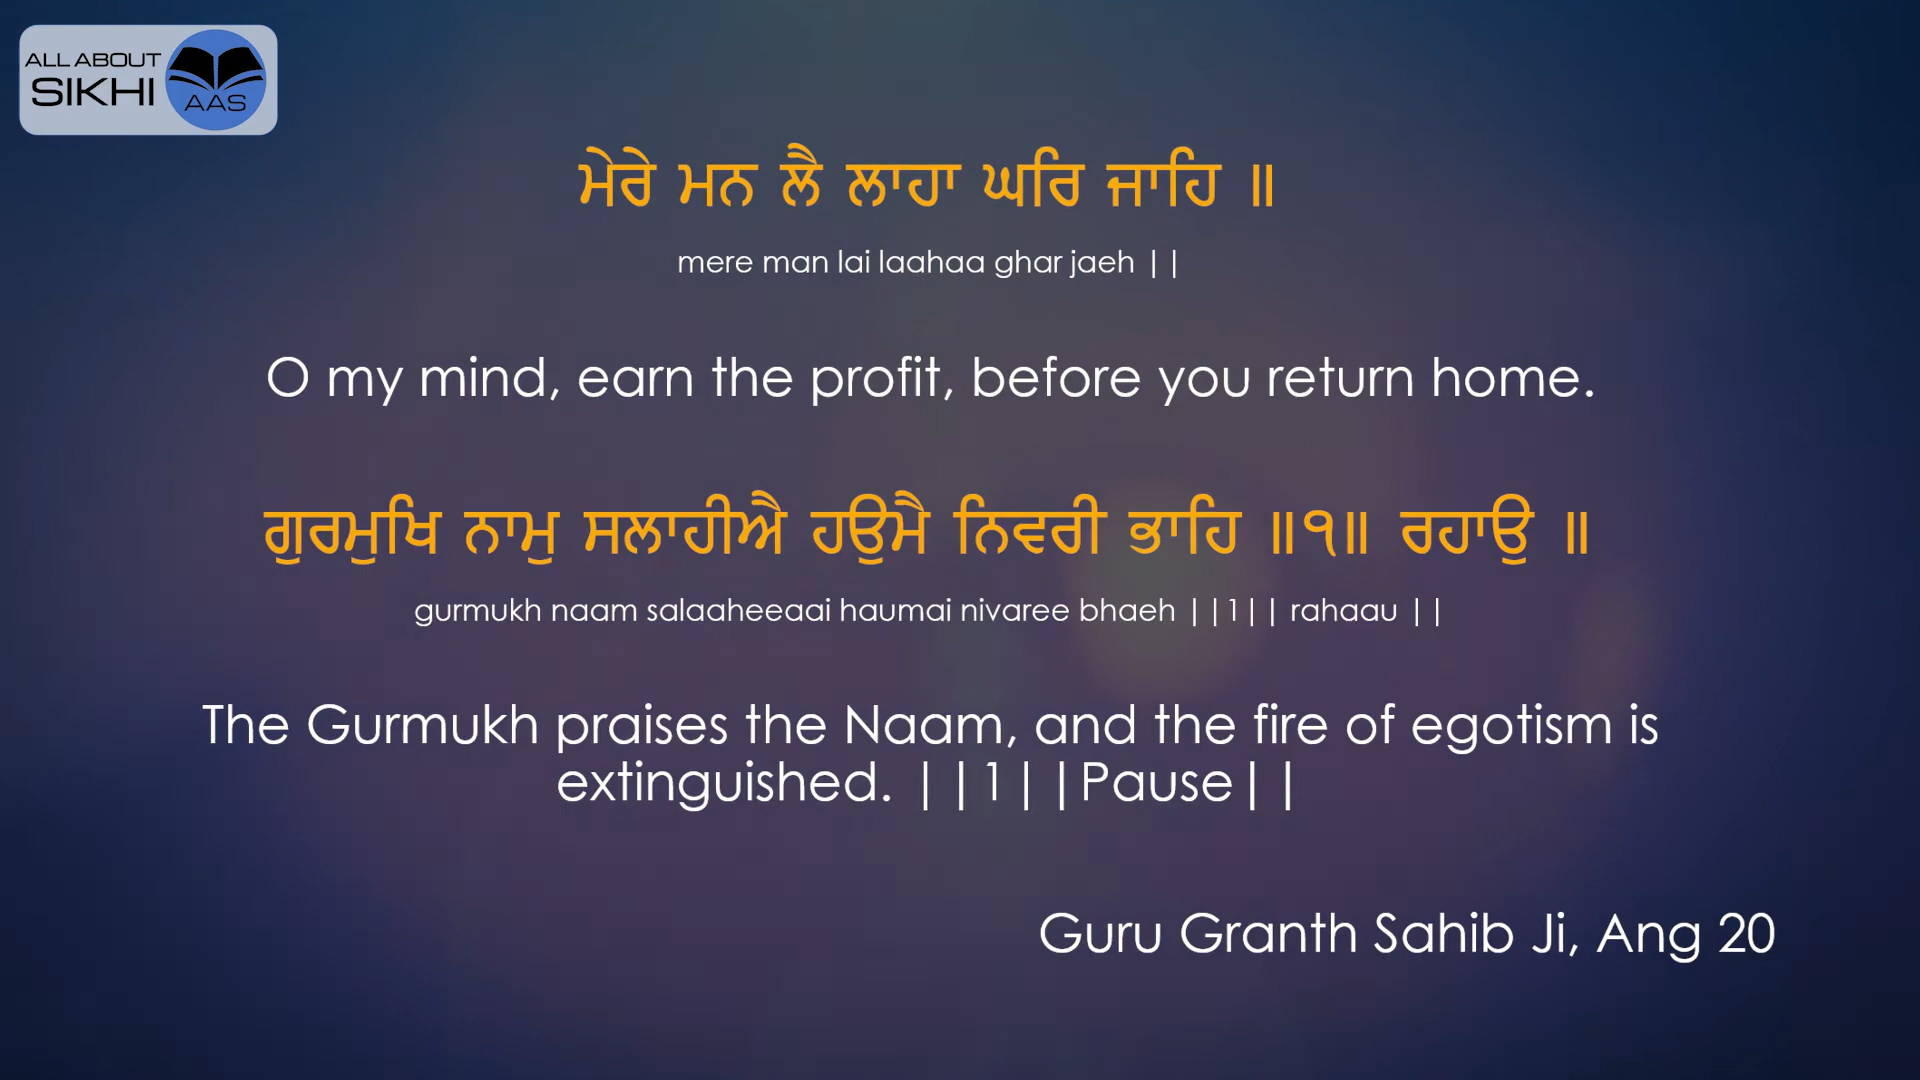 ALL ABOUT
SIKHI
AAS
ਮੇਰੇ ਮਨ ਲੈ ਲਾਹਾ ਘਰਿ ਜਾਹਿ ॥
mere man lai laahaa ghar jaeh ||
O my mind, earn the profit, before you return home.
ਗੁਰਮੁਖਿ ਨਾਮੁ ਸਲਾਹੀਐ ਹਉਮੈ ਨਿਵਰੀ ਭਾਹਿ ॥੧॥ ਰਹਾਉ ॥
gurmukh naam salaaheeaai haumai nivaree bhaeh ||1|| rahaau ||
The Gurmukh praises the Naam, and the fire of egotism is
extinguished. ||1||Pause||
Guru Granth Sahib Ji, Ang 20